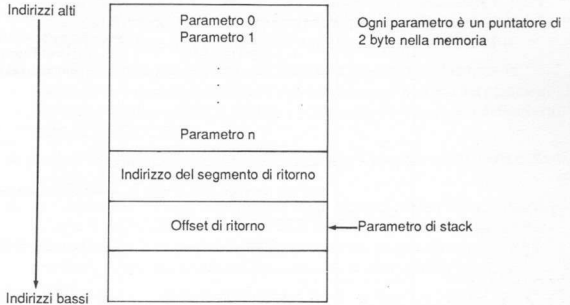 Indirizzi alti
Parametro 0
Parametro 1
.
.
.
Parametro n
Ogni parametro è un puntatore di
2 byte nella memoria
Indirizzo del segmento di ritorno
Offset di ritorno
Parametro di stack
Indirizzi bassi